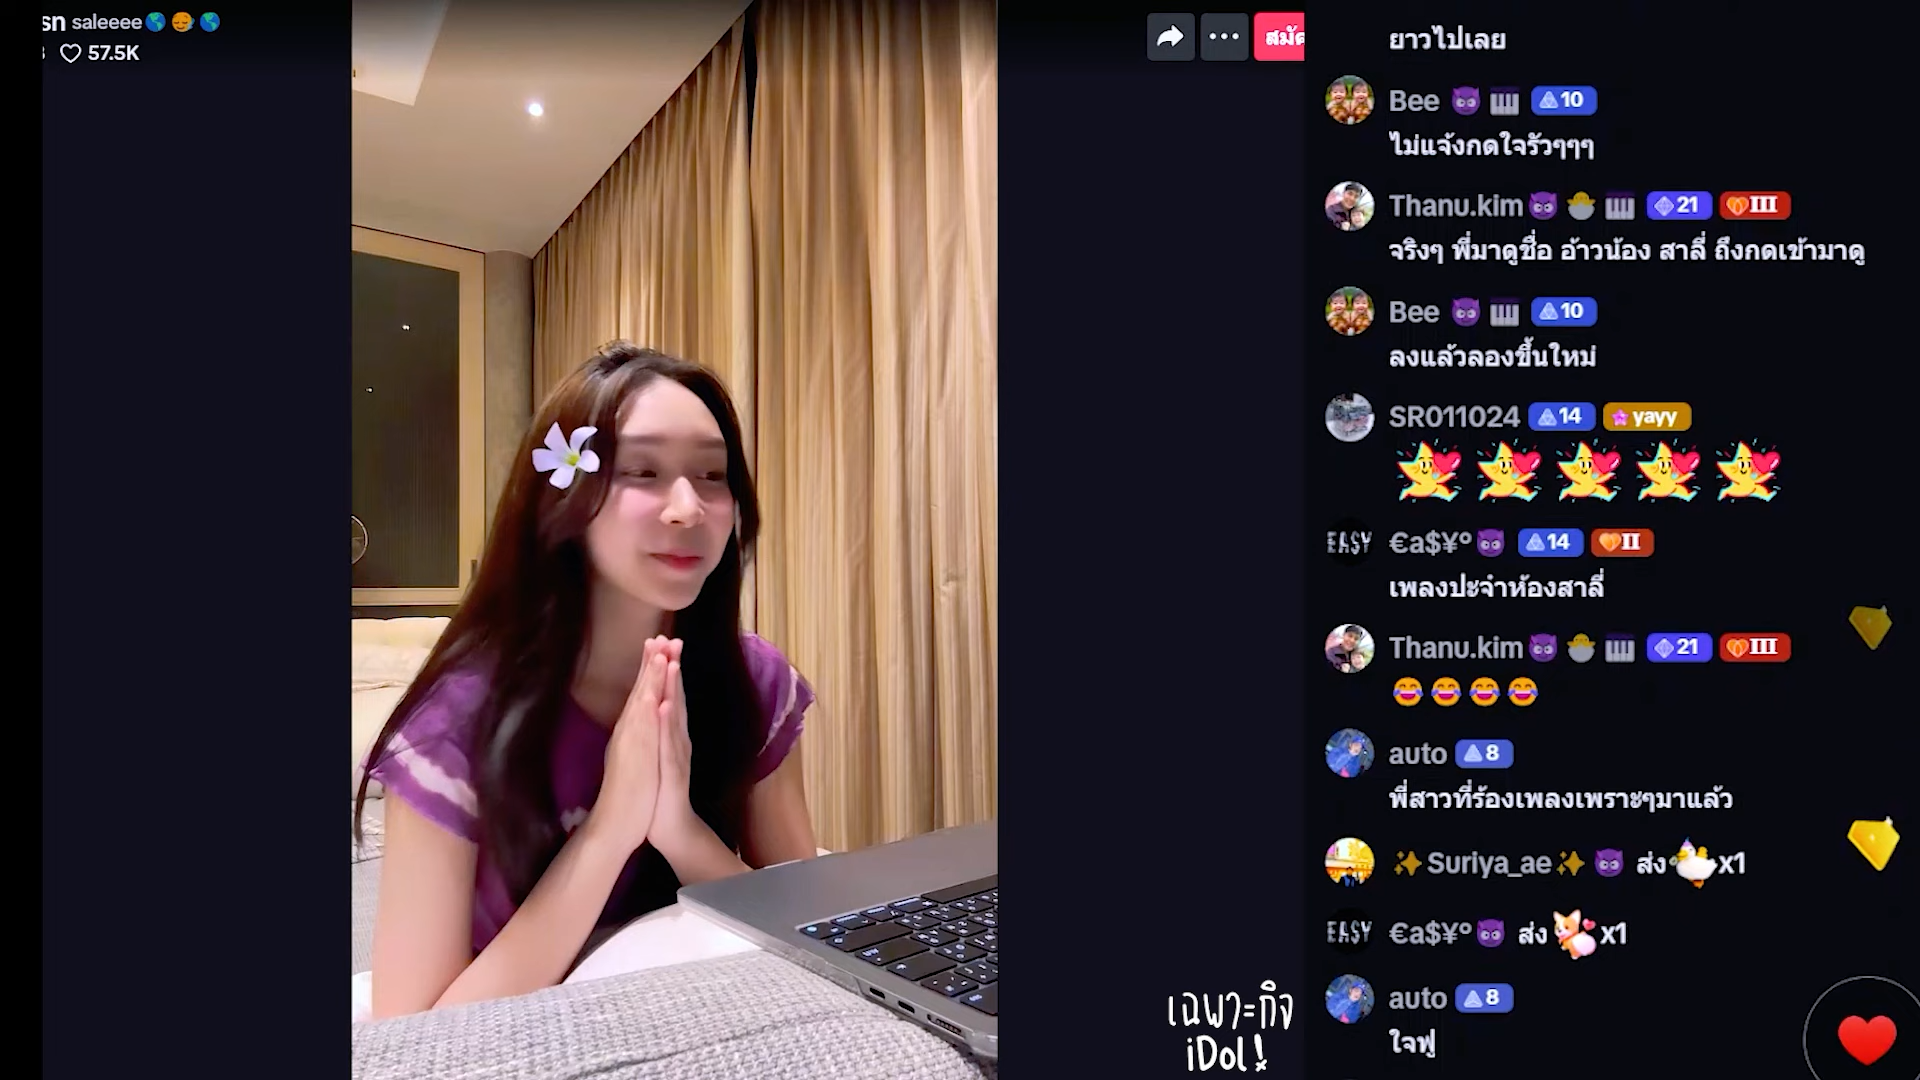 sn saleeee
57.5K
สมัค
ยาวไปเลย
Bee 10
ไม่แจ้งกดใจรัวๆๆๆ
Thanu.kim 21 III
จริงๆ พี่มาดูชื่อ อ้าวน้อง สาลี่ ถึงกดเข้ามาดู
Bee 10
ลงแล้วลองขึ้นใหม่
SR011024 14 yayy
EASY €a$¥° 14 II
เพลงปะจำห้องสาลี่
Thanu.kim 21 III
auto 8
พี่สาวที่ร้องเพลงเพราะๆมาแล้ว
Suriya_ae ส่ง x1
EASY €a$¥° ส่ง x1
auto 8
ใจฟู
เฉพาะกิจ
iDol!